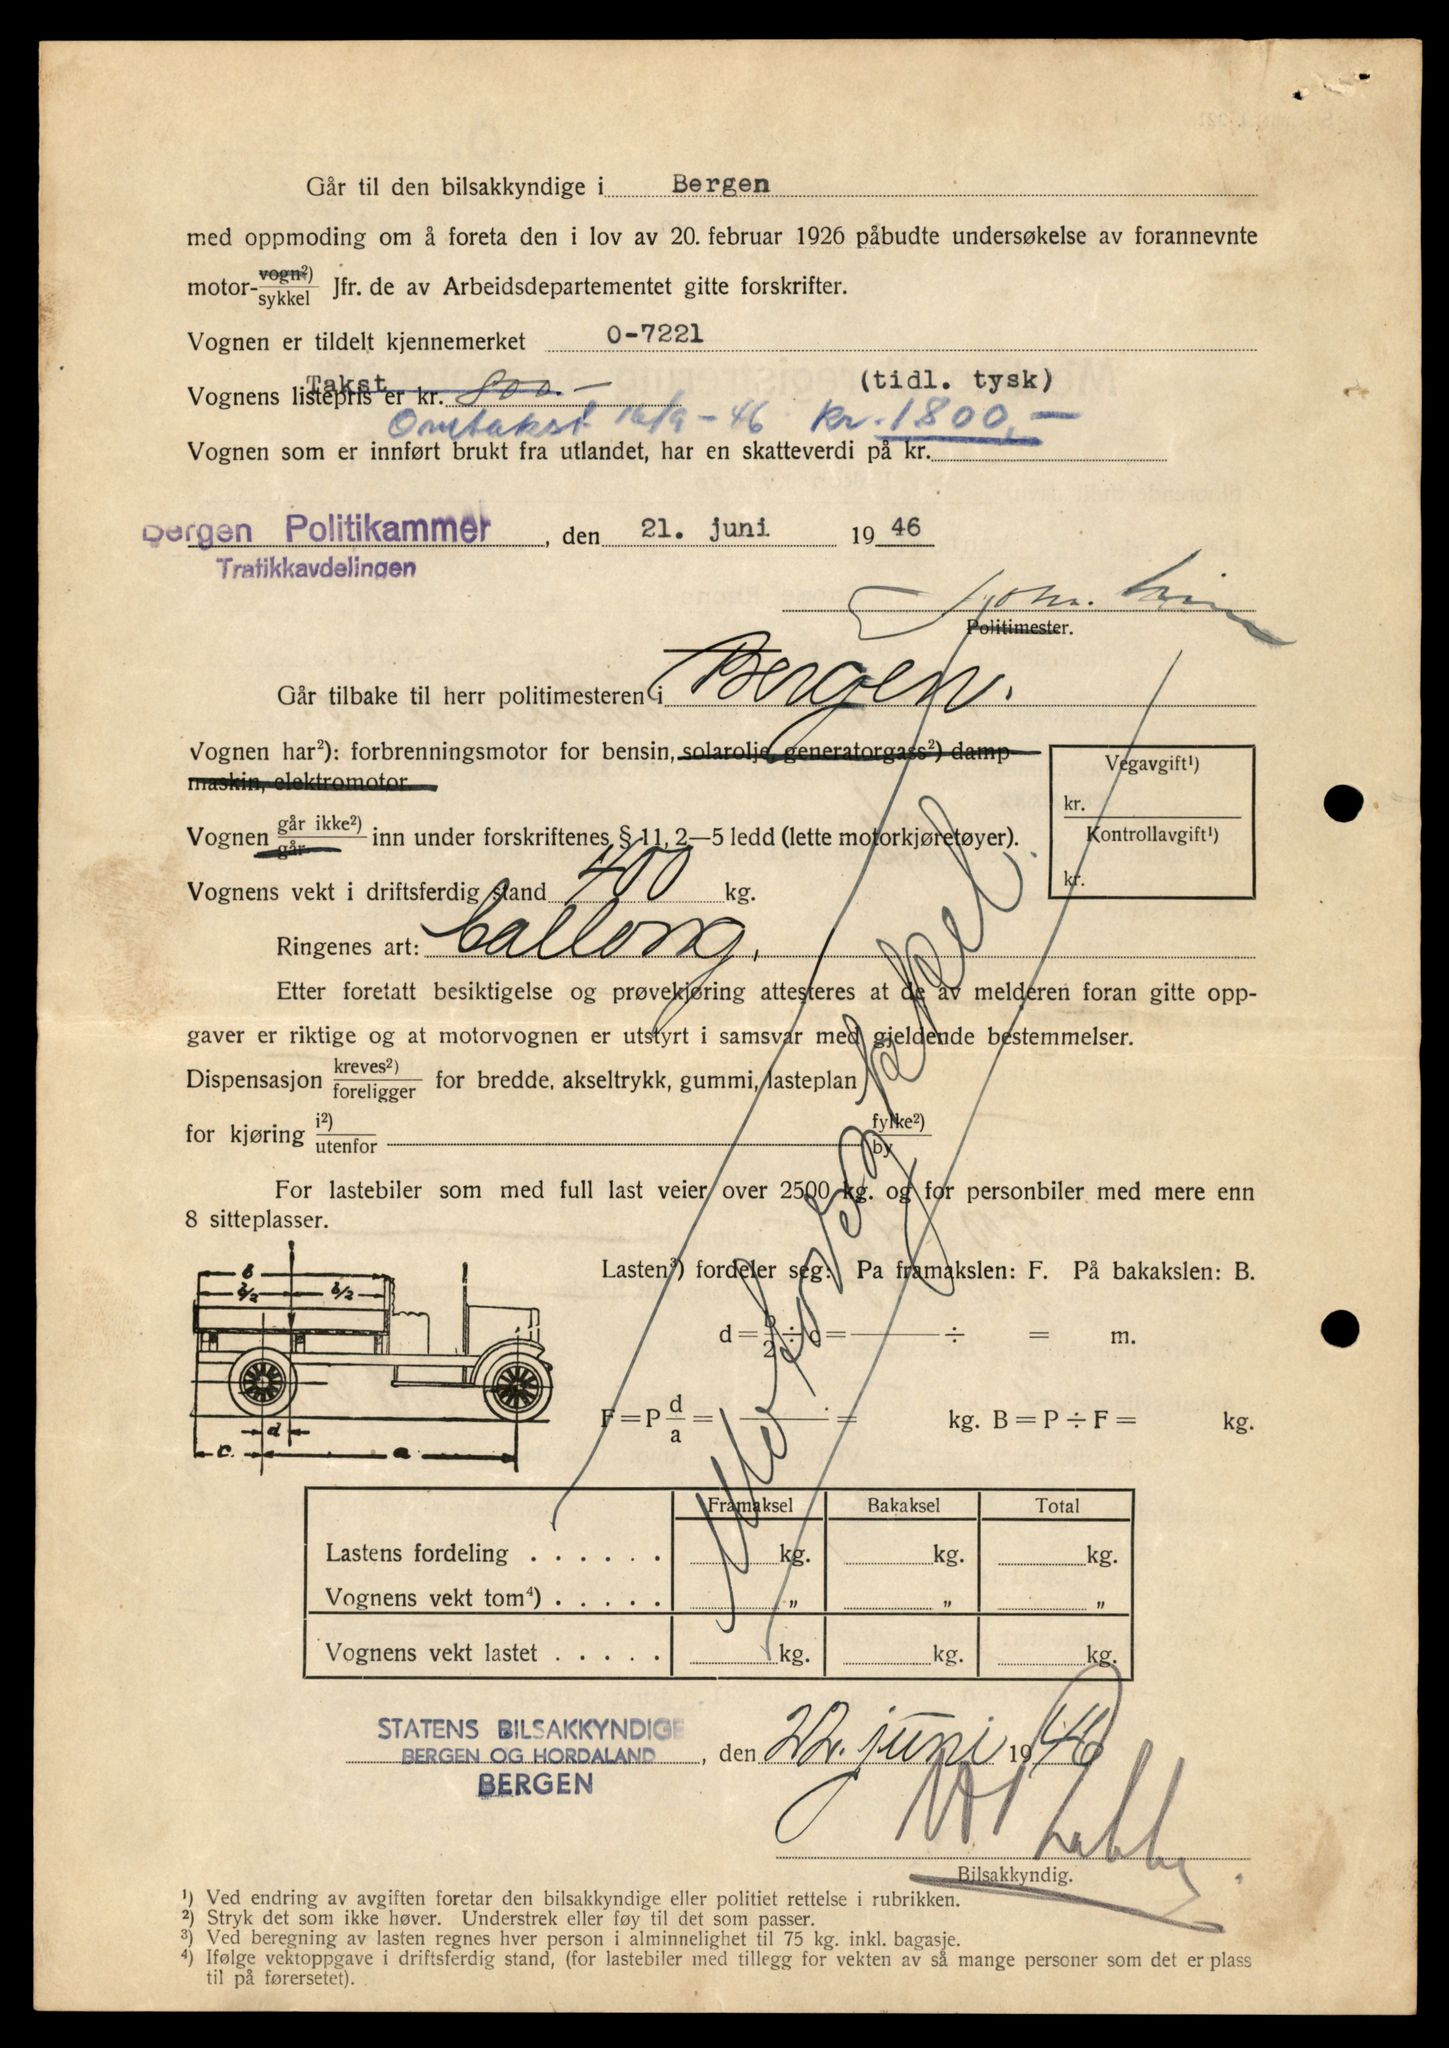 Går til den bilsakkyndige i Bergen
med oppmoding om å foreta den i lov av 20. februar 1926 påbudte undersøkelse av forannevnte
motor-vogn²)/sykkel Jfr. de av Arbeidsdepartementet gitte forskrifter.
Vognen er tildelt kjennemerket O-7221
Takst (tidl. tysk)
Vognens listepris er kr. 800.-
Omtakst 16/9-46 kr. 1800,-
Vognen som er innført brukt fra utlandet, har en skatteverdi på kr.
Bergen Politikammer, den 21. juni 1946
Trafikkavdelingen
Politimester.
Går tilbake til herr politimesteren i Bergen.
Vognen har²): forbrenningsmotor for bensin, solarolje, generatorgass²) damp
maskin, elektromotor
Vegavgift¹)
kr.
Kontrollavgift¹)
kr.
Vognen går ikke²)/går inn under forskriftenes § 11, 2—5 ledd (lette motorkjøretøyer).
Vognens vekt i driftsferdig stand 400 kg.
Ringenes art: ballong.
Etter foretatt besiktigelse og prøvekjøring attesteres at de av melderen foran gitte opp-
gaver er riktige og at motorvognen er utstyrt i samsvar med gjeldende bestemmelser.
Dispensasjon kreves²)/foreligger for bredde, akseltrykk, gummi, lasteplan
for kjøring i²)/utenfor fylke²)/by
For lastebiler som med full last veier over 2500 kg. og for personbiler med mere enn
8 sitteplasser.
Lasten³) fordeler seg: Pa framakslen: F. På bakakslen: B.
b
b/2 b/2
d = b/2 ÷ c = ÷ = m.
F = P d/a = = kg. B = P ÷ F = kg.
d
c. a
Framaksel Bakaksel Total
Lastens fordeling . . . . . . kg. kg. kg.
Vognens vekt tom⁴) . . . . . „ „ „
Vognens vekt lastet . . . . . kg. kg. kg.
STATENS BILSAKKYNDIGE
BERGEN OG HORDALAND, den 22. juni 1946
BERGEN
Bilsakkyndig.
¹) Ved endring av avgiften foretar den bilsakkyndige eller politiet rettelse i rubrikken.
²) Stryk det som ikke høver. Understrek eller føy til det som passer.
³) Ved beregning av lasten regnes hver person i alminnelighet til 75 kg. inkl. bagasje.
⁴) Ifølge vektoppgave i driftsferdig stand, (for lastebiler med tillegg for vekten av så mange personer som det er plass
til på førersetet).